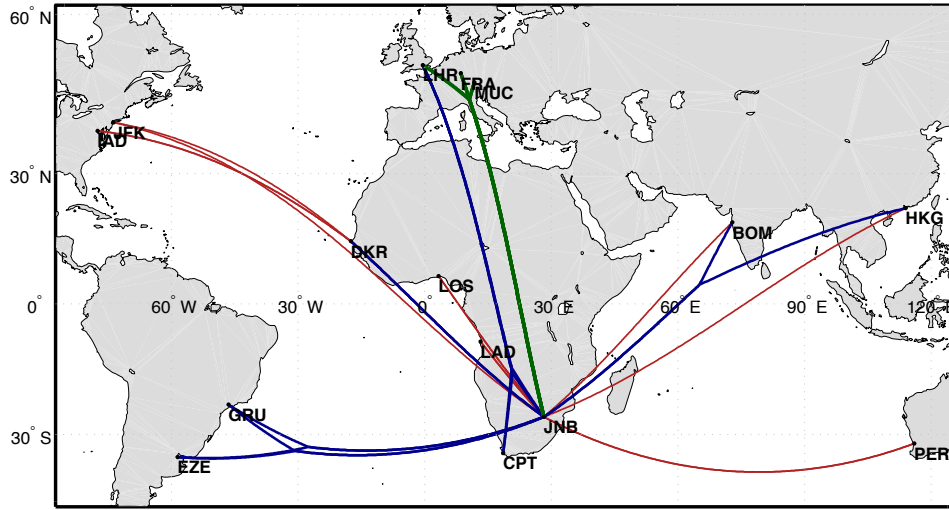 60° N
LHR
FRA
MUC
JFK
IAD
30° N
HKG
BOM
DKR
LOS
0°
60° W
30° W
0°
30° E
60° E
90° E
120°
LAD
GRU
JNB
30° S
EZE
CPT
PER